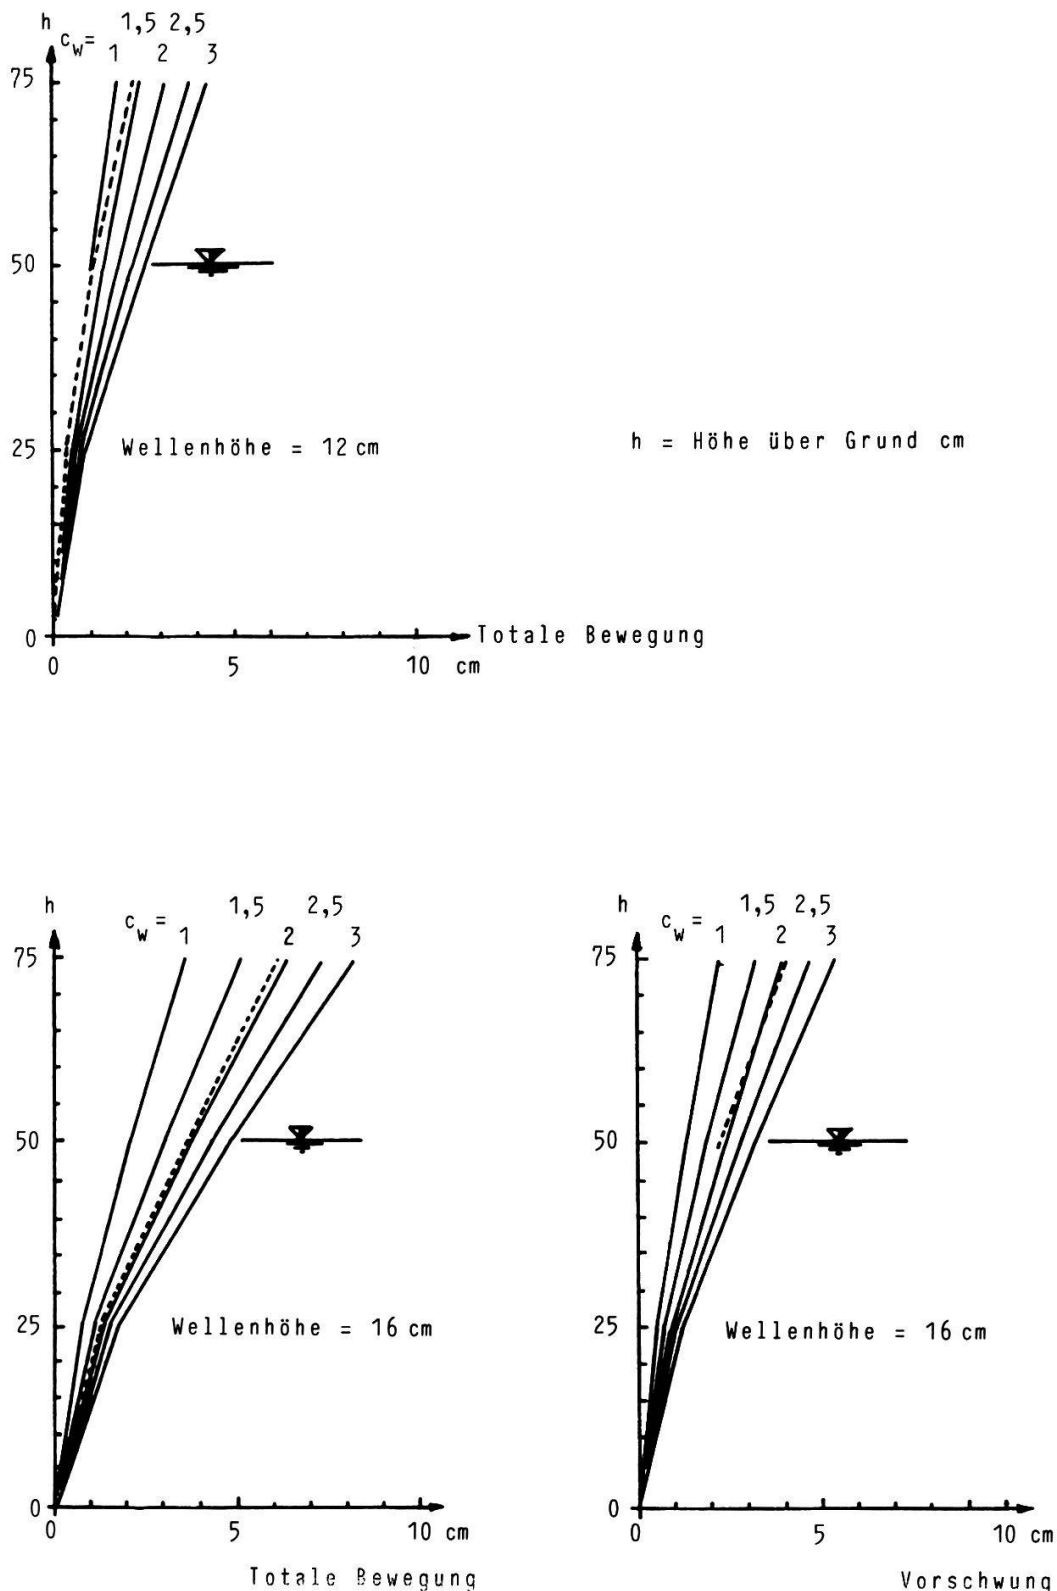 h
c_w = 1 1,5 2 2,5 3
75
50
25
0
Wellenhöhe = 12 cm
h = Höhe über Grund cm
0 5 10 cm
Totale Bewegung
h
c_w = 1 1,5 2 2,5 3
75
50
25
0
Wellenhöhe = 16 cm
0 5 10 cm
Totale Bewegung
h
c_w = 1 1,5 2 2,5 3
75
50
25
0
Wellenhöhe = 16 cm
0 5 10 cm
Vorschwung